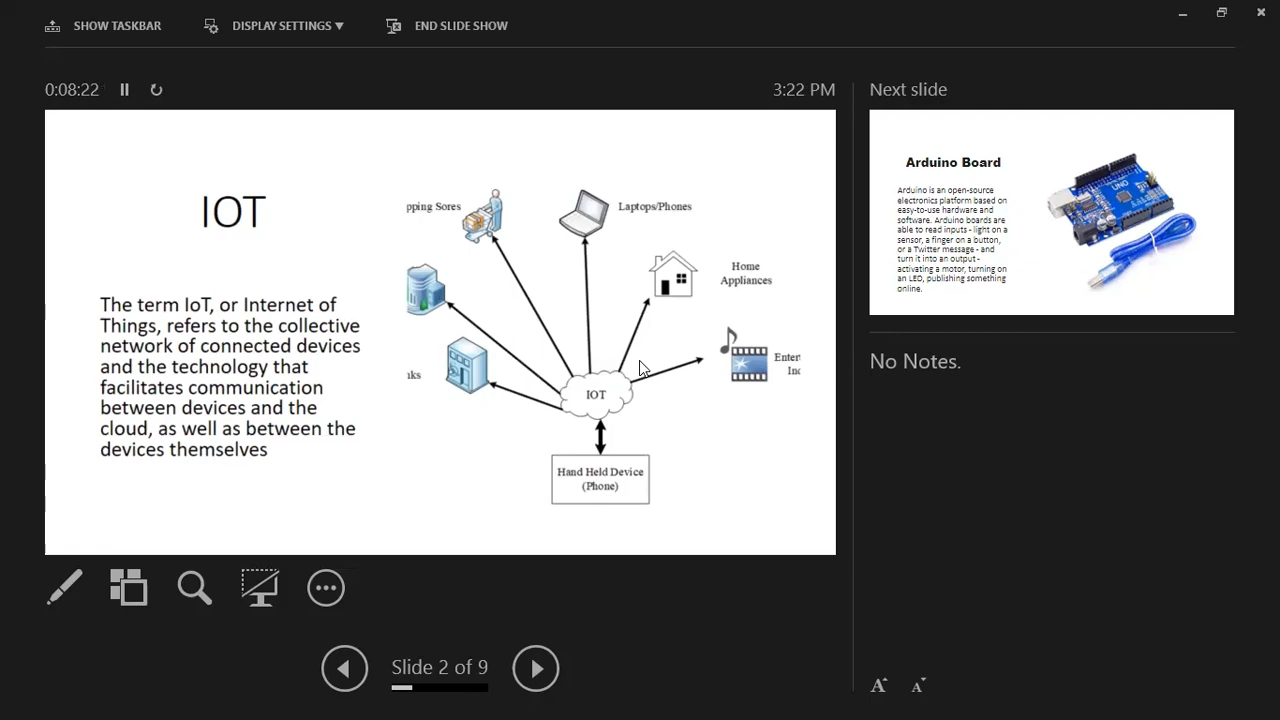 SHOW TASKBAR
DISPLAY SETTINGS
END SLIDE SHOW
0:08:22
3:22 PM
IOT
The term IoT, or Internet of
Things, refers to the collective
network of connected devices
and the technology that
facilitates communication
between devices and the
cloud, as well as between the
devices themselves
pping Sores
Laptops/Phones
Home
Appliances
Enter
Inc
nks
IOT
Hand Held Device
(Phone)
Slide 2 of 9
Next slide
Arduino Board
Arduino is an open-source
electronics platform based on
easy-to-use hardware and
software. Arduino boards are
able to read inputs - light on a
sensor, a finger on a button,
or a Twitter message - and
turn it into an output -
activating a motor, turning on
an LED, publishing something
online.
UNO
No Notes.
A A